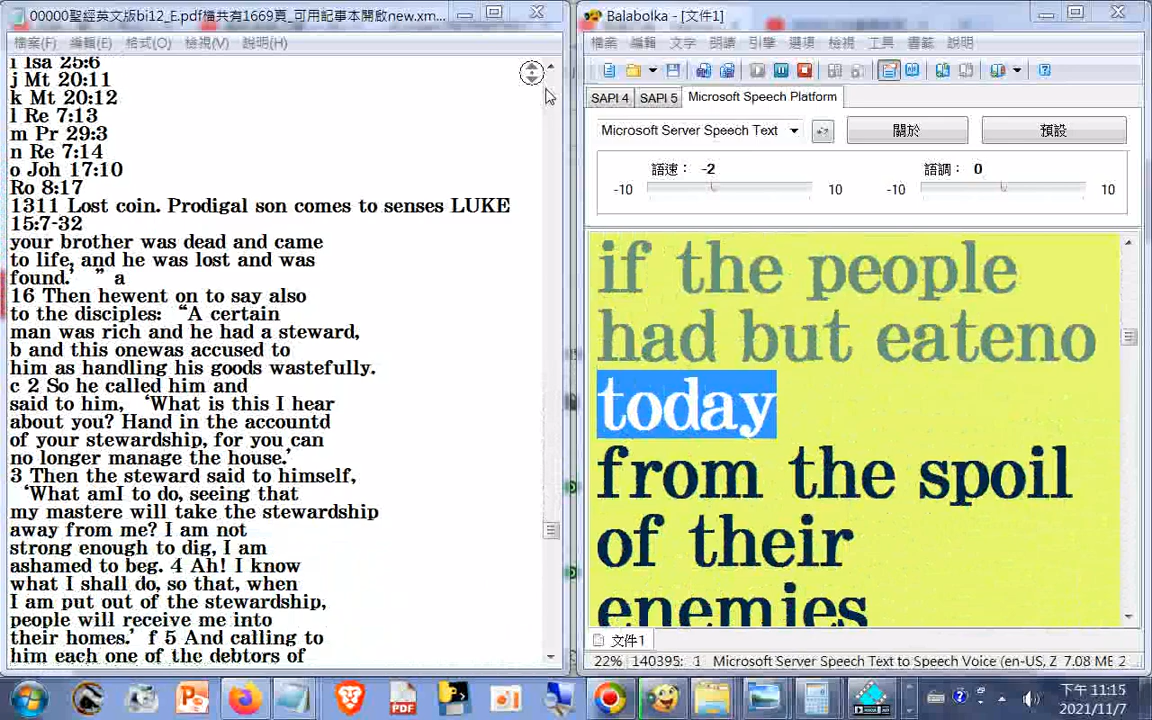 00000聖經英文版bi12_E.pdf檔共有1669頁_可用記事本開啟new.xm...
檔案(F) 編輯(E) 格式(O) 檢視(V) 說明(H)
i Isa 25:6
j Mt 20:11
k Mt 20:12
l Re 7:13
m Pr 29:3
n Re 7:14
o Joh 17:10
Ro 8:17
1311 Lost coin. Prodigal son comes to senses LUKE
15:7-32
your brother was dead and came
to life, and he was lost and was
found.’ ” a
16 Then hewent on to say also
to the disciples: “A certain
man was rich and he had a steward,
b and this onewas accused to
him as handling his goods wastefully.
c 2 So he called him and
said to him, ‘What is this I hear
about you? Hand in the accountd
of your stewardship, for you can
no longer manage the house.’
3 Then the steward said to himself,
‘What amI to do, seeing that
my mastere will take the stewardship
away from me? I am not
strong enough to dig, I am
ashamed to beg. 4 Ah! I know
what I shall do, so that, when
I am put out of the stewardship,
people will receive me into
their homes.’ f 5 And calling to
him each one of the debtors of
Balabolka - [文件1]
檔案 編輯 文字 朗讀 引擎 選項 檢視 工具 書籤 說明
SAPI 4 SAPI 5 Microsoft Speech Platform
Microsoft Server Speech Text 關於 預設
語速： -2 語調： 0
-10 10 -10 10
if the people
had but eateno
today
from the spoil
of their
enemies
文件1
22% 140395: 1 Microsoft Server Speech Text to Speech Voice (en-US, Z 7.08 ME 2
PDF
下午 11:15
2021/11/7